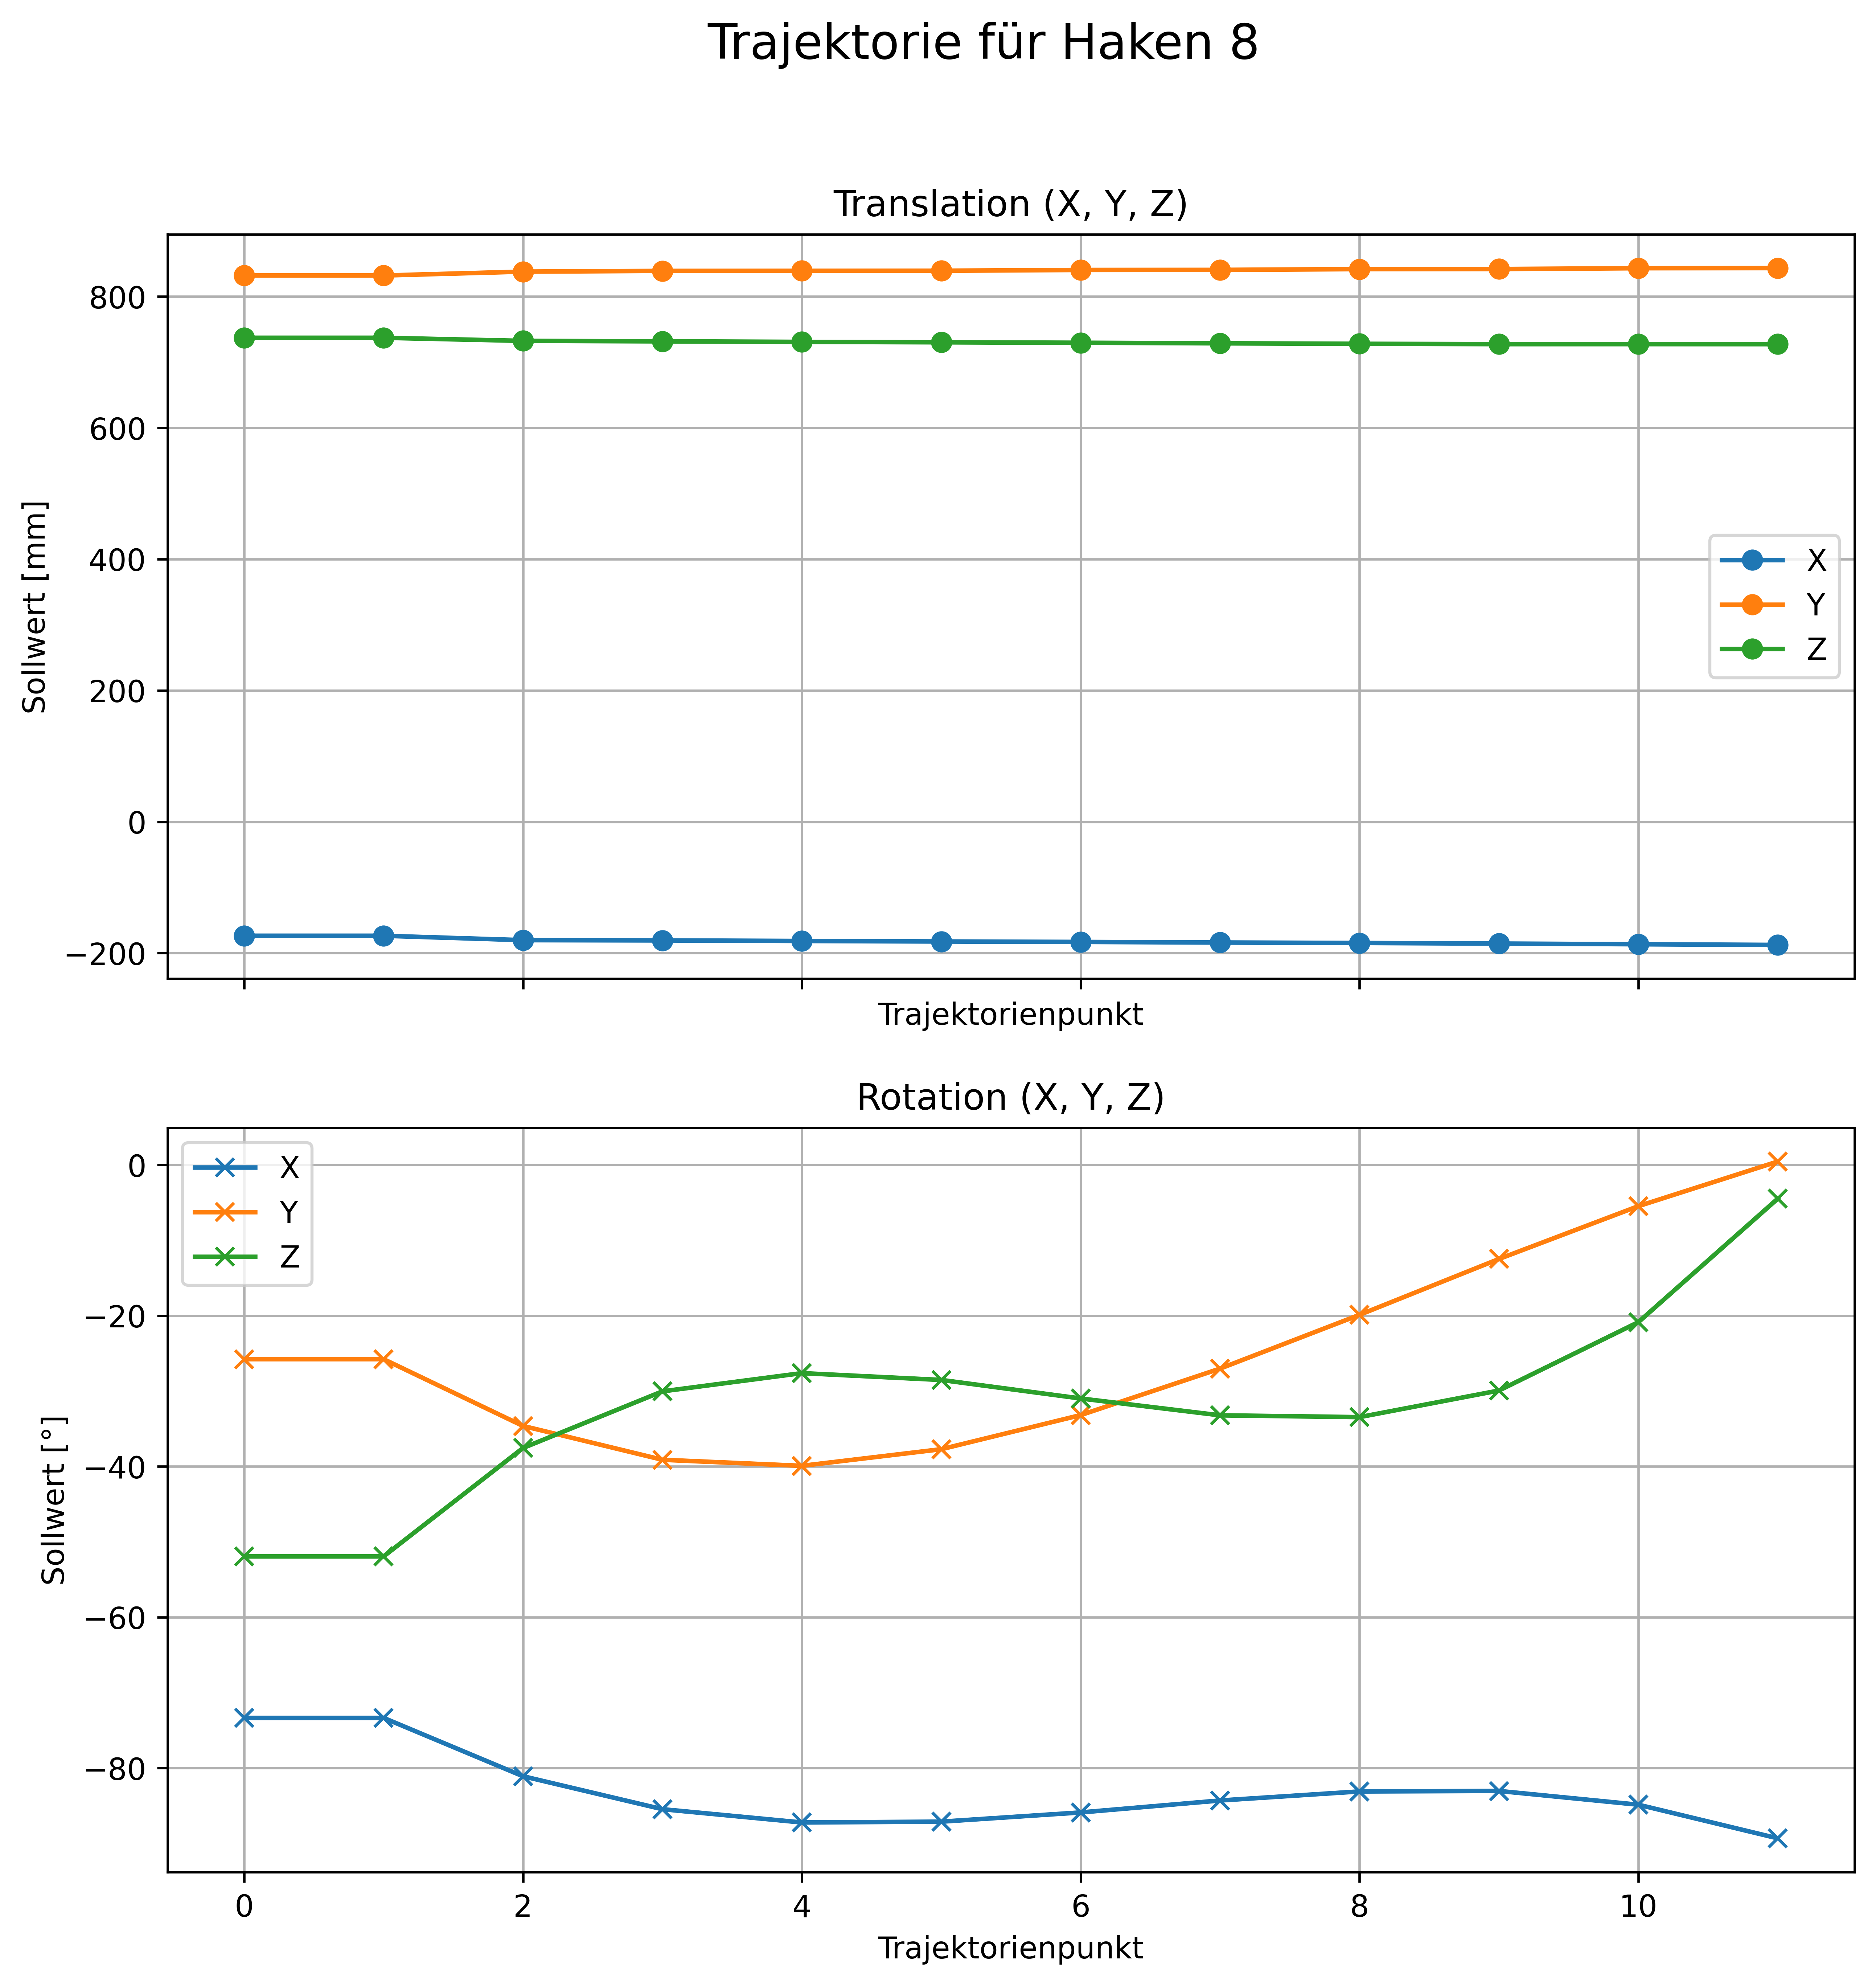 Trajektorie für Haken 8
Translation (X, Y, Z)
Sollwert [mm]
800
600
400
200
0
−200
X
Y
Z
Trajektorienpunkt
Rotation (X, Y, Z)
Sollwert [°]
0
−20
−40
−60
−80
X
Y
Z
0 2 4 6 8 10
Trajektorienpunkt